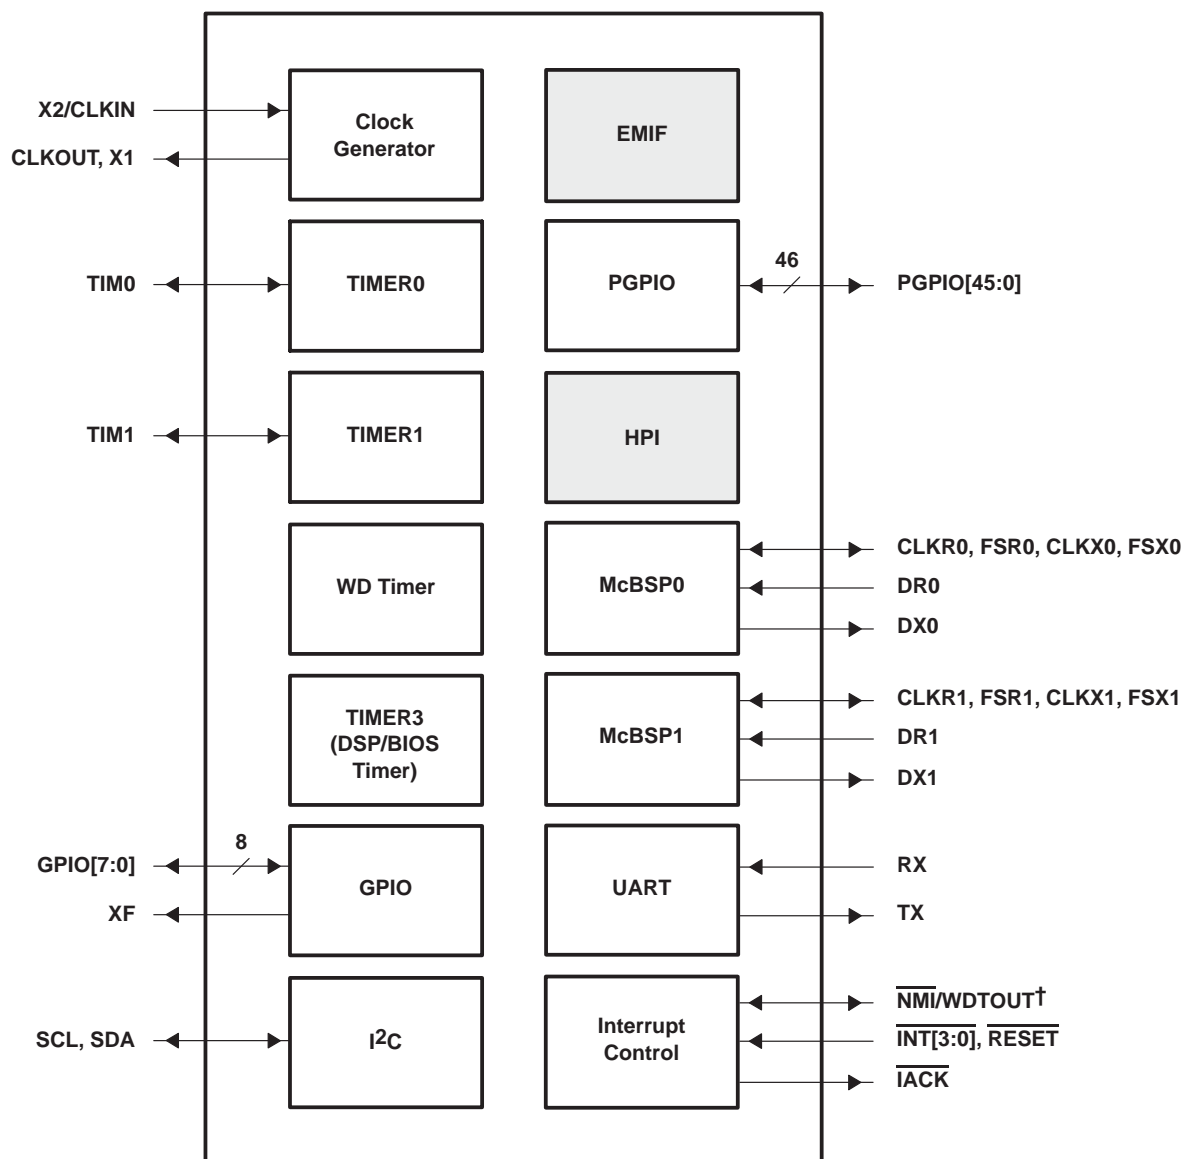 X2/CLKIN
CLKOUT, X1
Clock
Generator
EMIF
TIM0
TIMER0
PGPIO
46
PGPIO[45:0]
TIM1
TIMER1
HPI
WD Timer
McBSP0
CLKR0, FSR0, CLKX0, FSX0
DR0
DX0
TIMER3
(DSP/BIOS
Timer)
McBSP1
CLKR1, FSR1, CLKX1, FSX1
DR1
DX1
GPIO[7:0]
8
XF
GPIO
UART
RX
TX
SCL, SDA
I2C
Interrupt
Control
NMI/WDTOUT†
INT[3:0], RESET
IACK